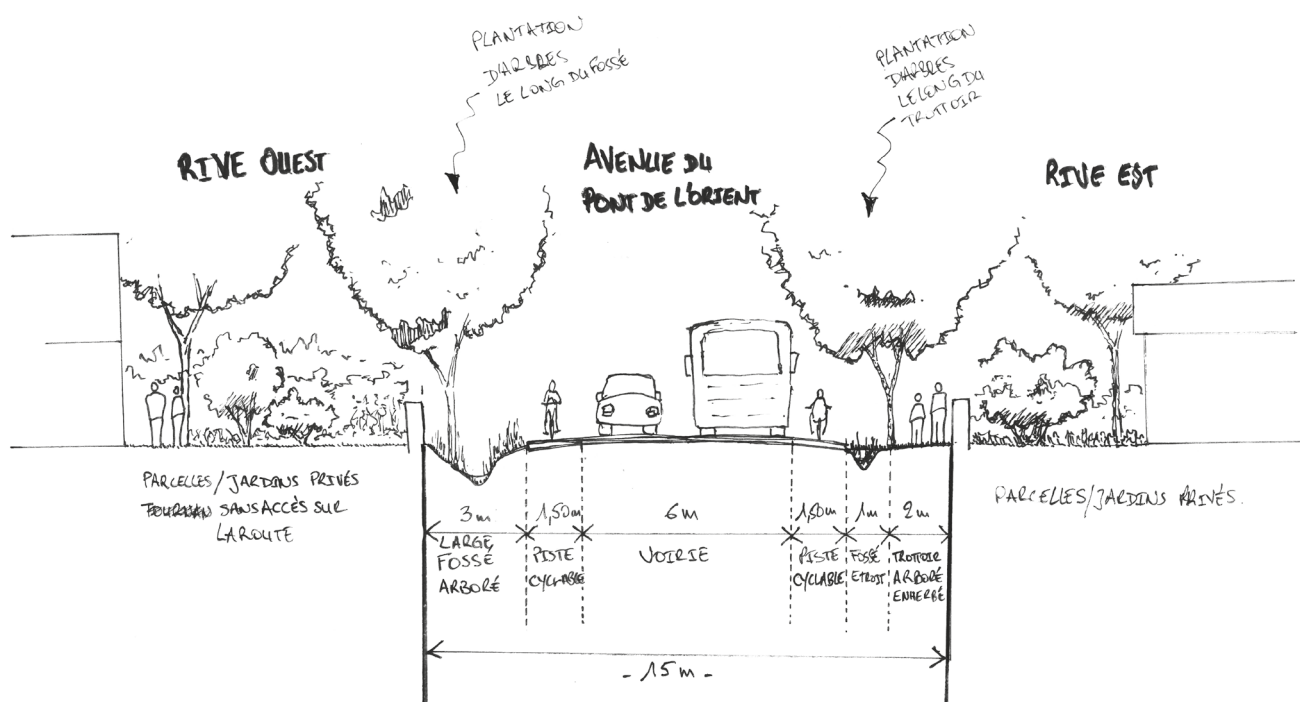 PLANTATION
D'ARBRES
LE LONG DU FOSSÉ
PLANTATION
D'ARBRES
LE LONG DU
TROTTOIR
RIVE OUEST
AVENUE DU
PONT DE L'ORIENT
RIVE EST
PARCELLES/JARDINS PRIVÉS
SANS ACCÈS SUR
LA ROUTE
PARCELLES/JARDINS PRIVÉS.
3m
1,50m
6m
1,50m
1m
2m
LARGE
FOSSÉ
ARBORÉ
PISTE
CYCLABLE
VOIRIE
PISTE
CYCLABLE
FOSSÉ
ETROIT
TROTTOIR
ARBORÉ
ENHERBÉ
- 15m -